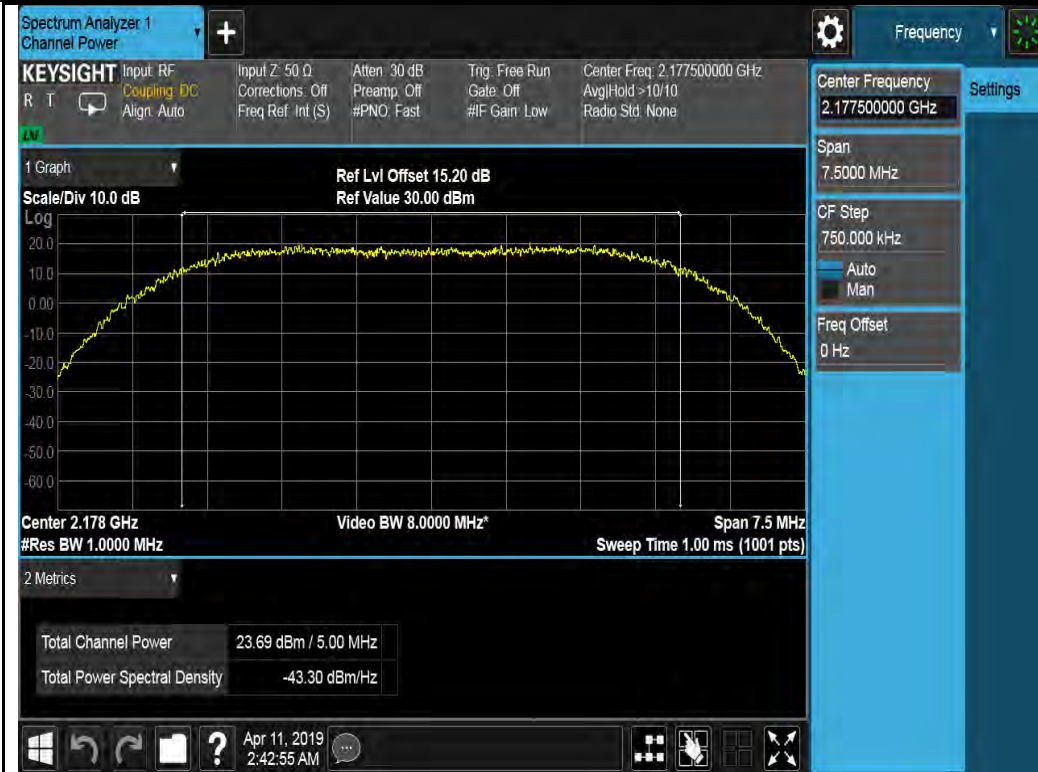 Spectrum Analyzer 1
Channel Power
+
Frequency
KEYSIGHT
R T
LNI
Input: RF
Coupling: DC
Align: Auto
Input Z: 50 Ω
Corrections: Off
Freq Ref: Int (S)
Atten: 30 dB
Preamp: Off
#PNO: Fast
Trig: Free Run
Gate: Off
#IF Gain: Low
Center Freq: 2.177500000 GHz
Avg|Hold >10/10
Radio Std: None
Center Frequency
2.177500000 GHz
Settings
Span
7.5000 MHz
CF Step
750.000 kHz
Auto
Man
Freq Offset
0 Hz
1 Graph
Scale/Div 10.0 dB
Ref Lvl Offset 15.20 dB
Ref Value 30.00 dBm
Log
20.0
10.0
0.00
-10.0
-20.0
-30.0
-40.0
-50.0
-60.0
Center 2.178 GHz
#Res BW 1.0000 MHz
Video BW 8.0000 MHz*
Span 7.5 MHz
Sweep Time 1.00 ms (1001 pts)
2 Metrics
Total Channel Power 23.69 dBm / 5.00 MHz
Total Power Spectral Density -43.30 dBm/Hz
?
Apr 11, 2019
2:42:55 AM